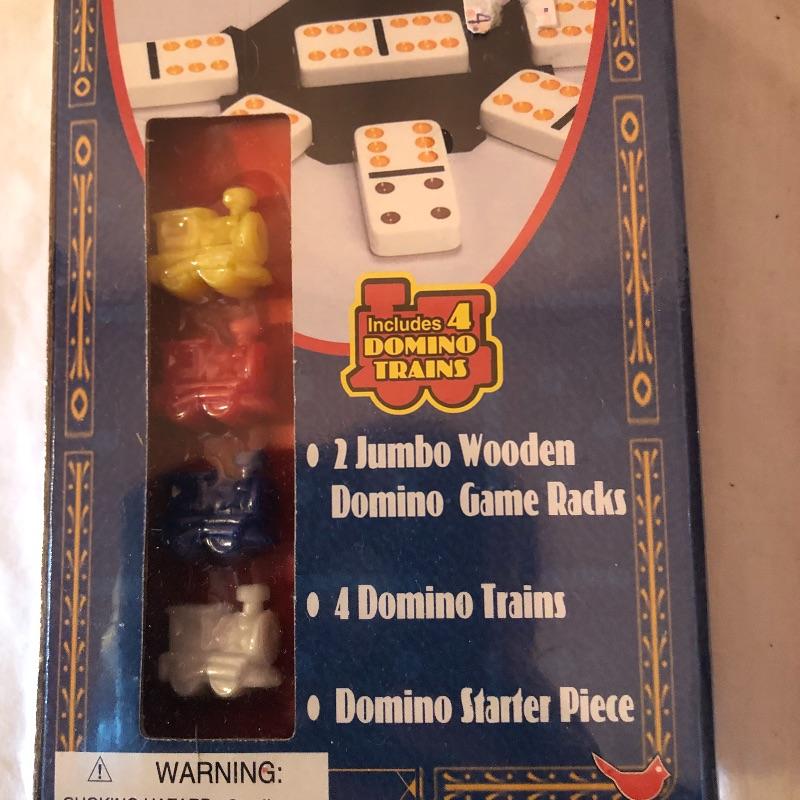 Includes 4
DOMINO
TRAINS
• 2 Jumbo Wooden
Domino Game Racks
• 4 Domino Trains
• Domino Starter Piece
WARNING: